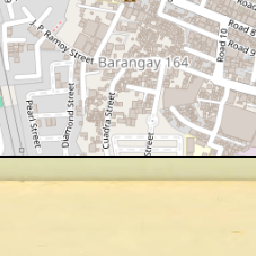 P. Ramoy Street
Barangay 164
Road 10
Road 8
Road 9
Pearl Street
Diamond Street
Cuadra Street
Street